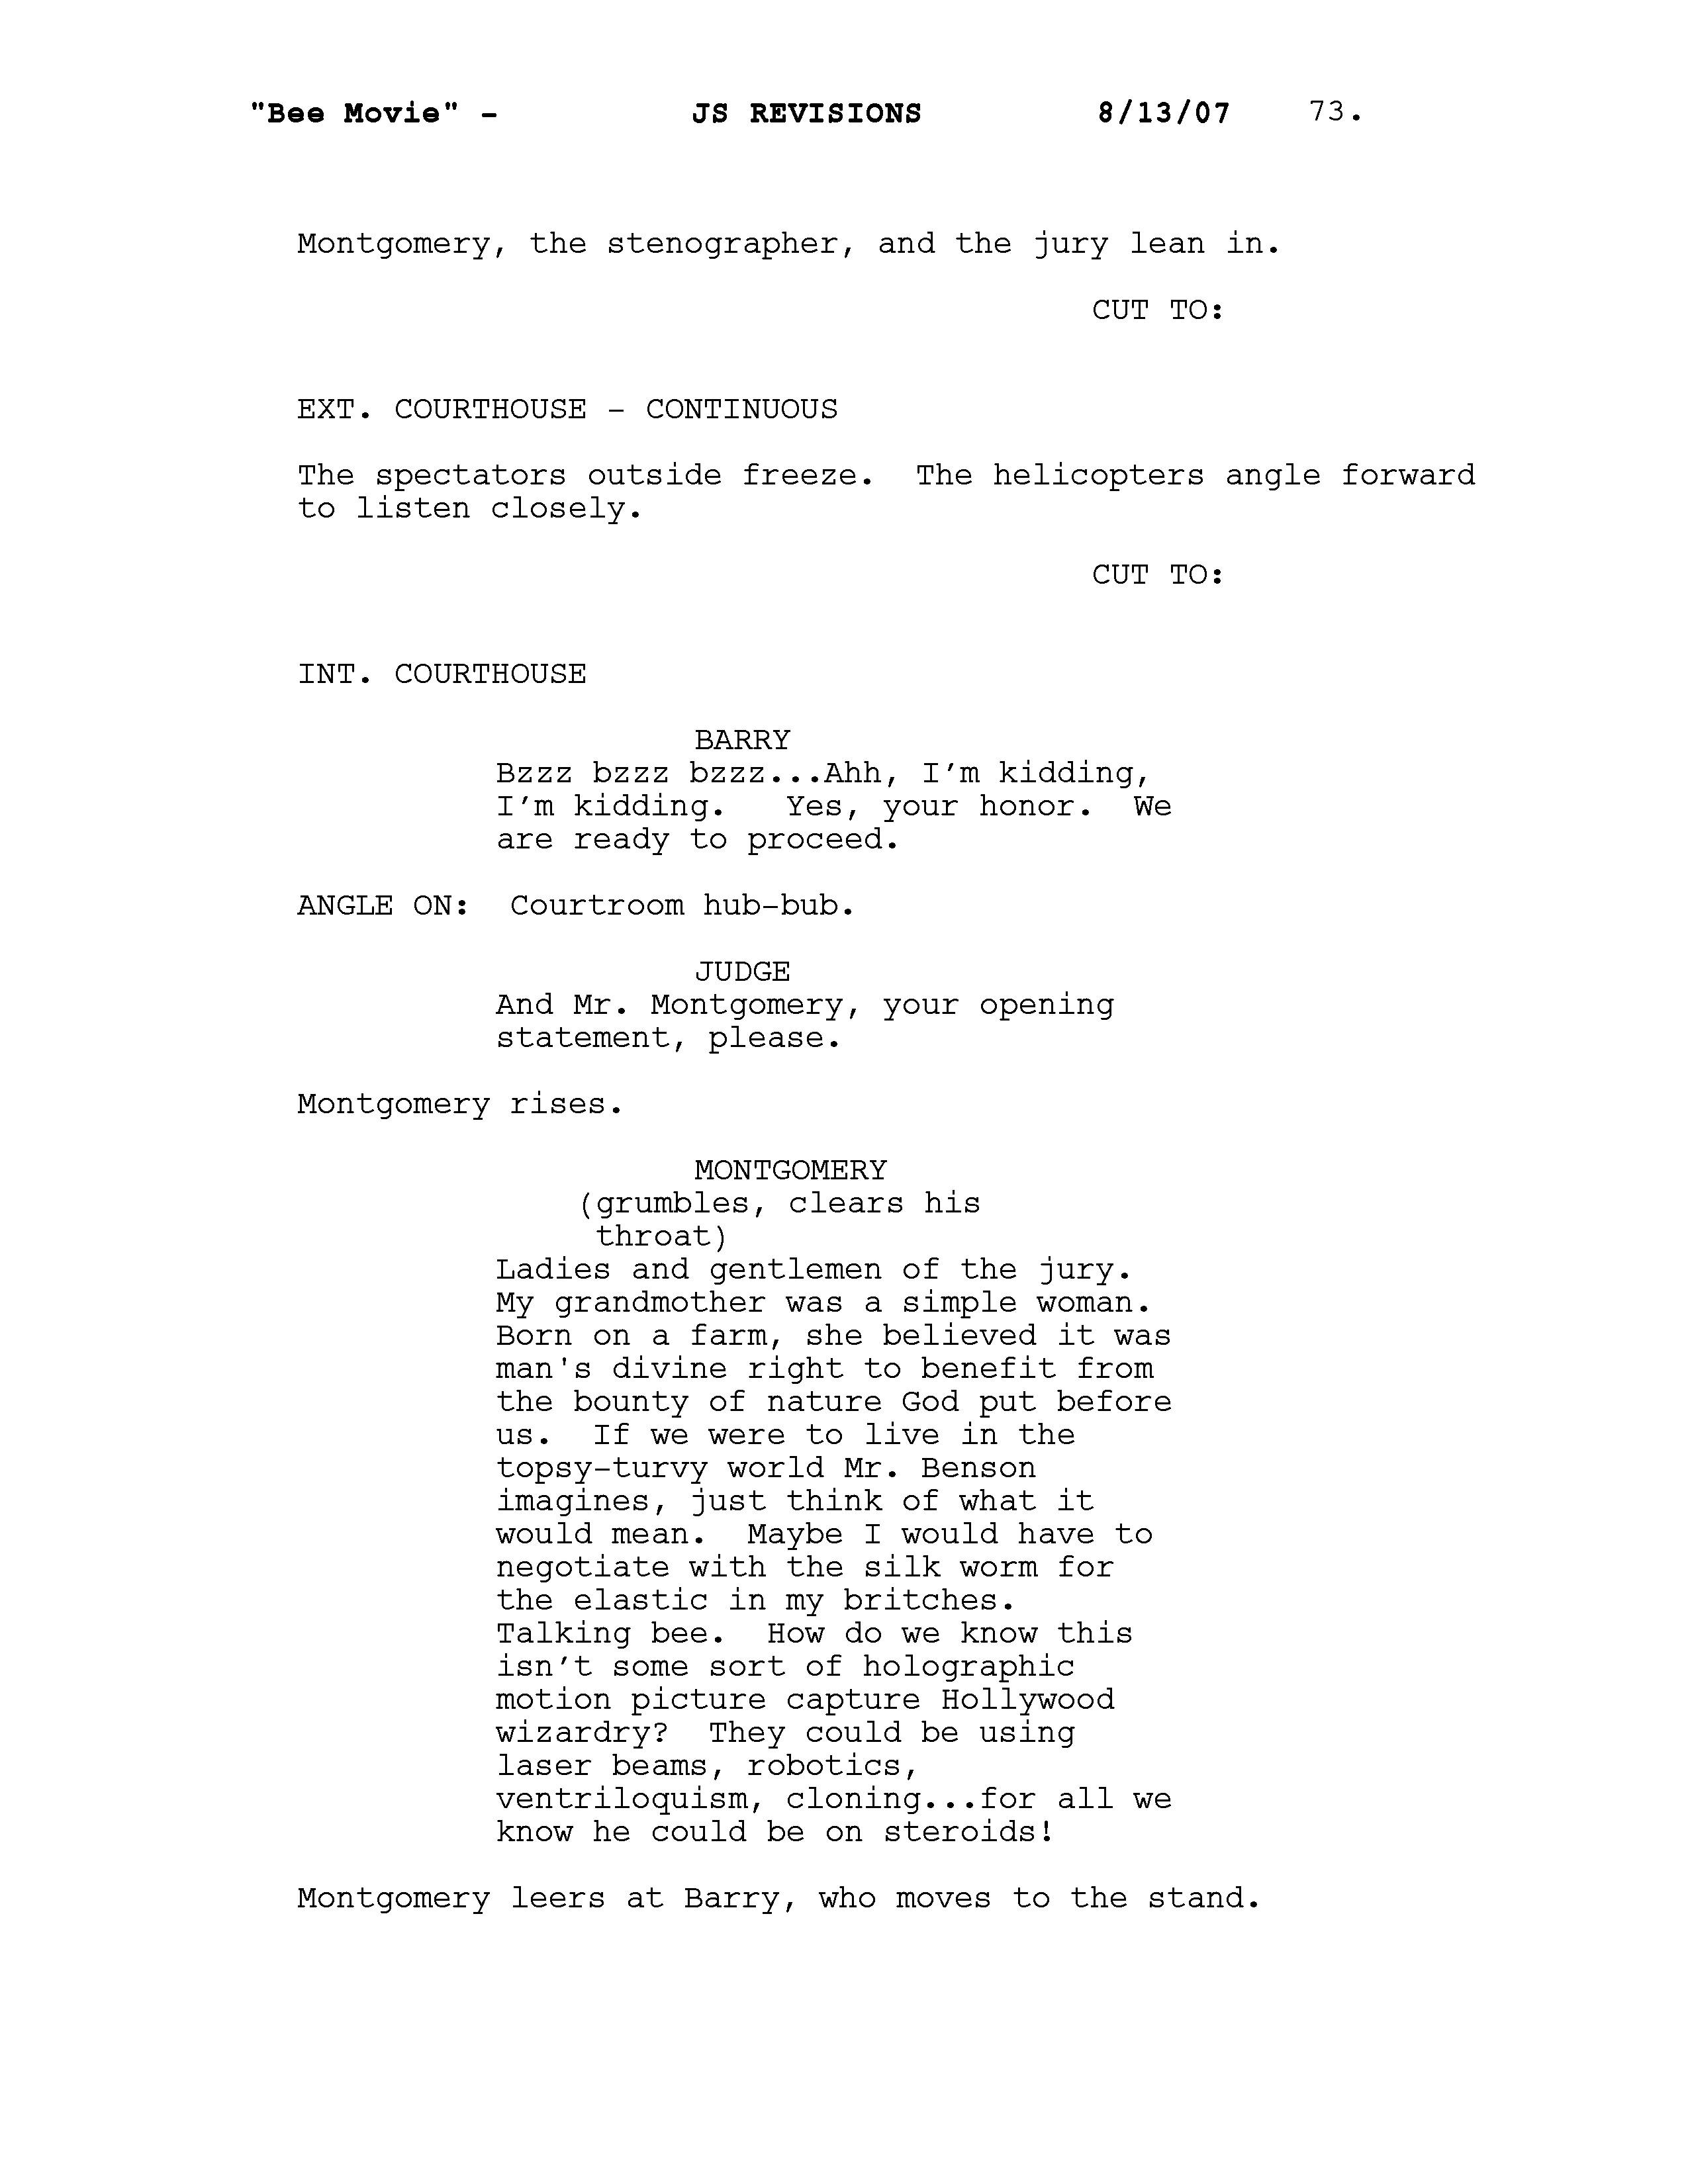 "Bee Movie" - JS REVISIONS 8/13/07 73.
Montgomery, the stenographer, and the jury lean in.
CUT TO:
EXT. COURTHOUSE - CONTINUOUS
The spectators outside freeze. The helicopters angle forward
to listen closely.
CUT TO:
INT. COURTHOUSE
BARRY
Bzzz bzzz bzzz...Ahh, I'm kidding,
I'm kidding. Yes, your honor. We
are ready to proceed.
ANGLE ON: Courtroom hub-bub.
JUDGE
And Mr. Montgomery, your opening
statement, please.
Montgomery rises.
MONTGOMERY
(grumbles, clears his
throat)
Ladies and gentlemen of the jury.
My grandmother was a simple woman.
Born on a farm, she believed it was
man's divine right to benefit from
the bounty of nature God put before
us. If we were to live in the
topsy-turvy world Mr. Benson
imagines, just think of what it
would mean. Maybe I would have to
negotiate with the silk worm for
the elastic in my britches.
Talking bee. How do we know this
isn't some sort of holographic
motion picture capture Hollywood
wizardry? They could be using
laser beams, robotics,
ventriloquism, cloning...for all we
know he could be on steroids!
Montgomery leers at Barry, who moves to the stand.